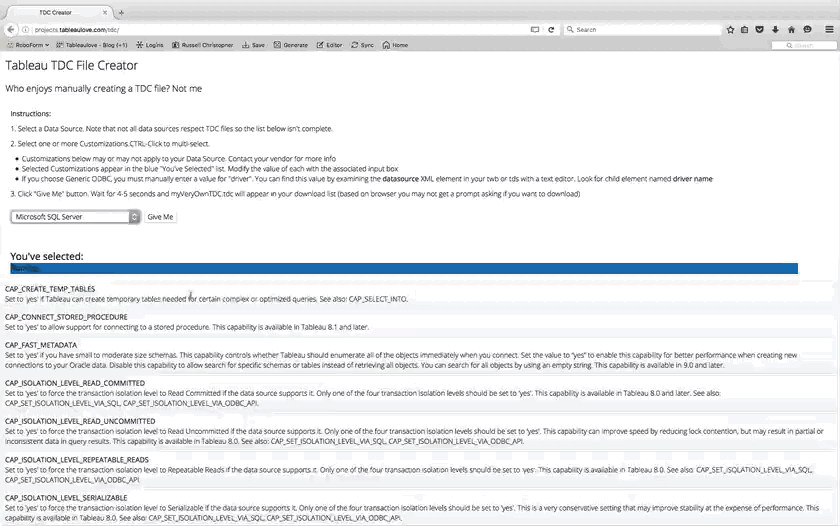 TDC Creator
projects.tableaulove.com/tdc/
Search
RoboForm
Tableaulove - Blog (+1)
Logins
Russell Christopher
Save
Generate
Editor
Sync
Home
Search
Tableau TDC File Creator
Who enjoys manually creating a TDC file? Not me
Instructions:
1. Select a Data Source. Note that not all data sources respect TDC files so the list below isn't complete.
2. Select one or more Customizations.CTRL-Click to multi-select.
• Customizations below may or may not apply to your Data Source. Contact your vendor for more info
• Selected Customizations appear in the blue "You've Selected" list. Modify the value of each with the associated input box
• If you choose Generic ODBC, you must manually enter a value for "driver". You can find this value by examining the datasource XML element in your twb or tds with a text editor. Look for child element named driver name
3. Click "Give Me" button. Wait for 4-5 seconds and myVeryOwnTDC.tdc will appear in your download list (based on browser you may not get a prompt asking if you want to download)
Microsoft SQL Server
Give Me
You've selected:
CAP_CREATE_TEMP_TABLES
Set to 'yes' if Tableau can create temporary tables needed for certain complex or optimized queries. See also: CAP_SELECT_INTO.
CAP_CONNECT_STORED_PROCEDURE
Set to 'yes' to allow support for connecting to a stored procedure. This capability is available in Tableau 8.1 and later.
CAP_FAST_METADATA
Set to 'yes' if you have small to moderate size schemas. This capability controls whether Tableau should enumerate all of the objects immediately when you connect. Set the value to "yes" to enable this capability for better performance when creating new
connections to your Oracle data. Disable this capability to allow search for specific schemas or tables instead of retrieving all objects. You can search for all objects by using an empty string. This capability is available in 9.0 and later.
CAP_ISOLATION_LEVEL_READ_COMMITTED
Set to 'yes' to force the transaction isolation level to Read Committed if the data source supports it. Only one of the four transaction isolation levels should be set to 'yes'. This capability is available in Tableau 8.0 and later. See also:
CAP_SET_ISOLATION_LEVEL_VIA_SQL, CAP_SET_ISOLATION_LEVEL_VIA_ODBC_API.
CAP_ISOLATION_LEVEL_READ_UNCOMMITTED
Set to 'yes' to force the transaction isolation level to Read Uncommitted if the data source supports it. Only one of the four transaction isolation levels should be set to 'yes'. This capability can improve speed by reducing lock contention, but may result in partial or
inconsistent data in query results. This capability is available in Tableau 8.0. See also: CAP_SET_ISOLATION_LEVEL_VIA_SQL, CAP_SET_ISOLATION_LEVEL_VIA_ODBC_API.
CAP_ISOLATION_LEVEL_REPEATABLE_READS
Set to 'yes' to force the transaction isolation level to Repeatable Reads if the data source supports it. Only one of the four transaction isolation levels should be set to 'yes'. This capability is available in Tableau 8.0. See also: CAP_SET_ISOLATION_LEVEL_VIA_SQL,
CAP_SET_ISOLATION_LEVEL_VIA_ODBC_API.
CAP_ISOLATION_LEVEL_SERIALIZABLE
Set to 'yes' to force the transaction isolation level to Serializable if the data source supports it. Only one of the four transaction isolation levels should be set to 'yes'. This is a very conservative setting that may improve stability at the expense of performance. This
capability is available in Tableau 8.0. See also: CAP_SET_ISOLATION_LEVEL_VIA_SQL, CAP_SET_ISOLATION_LEVEL_VIA_ODBC_API.